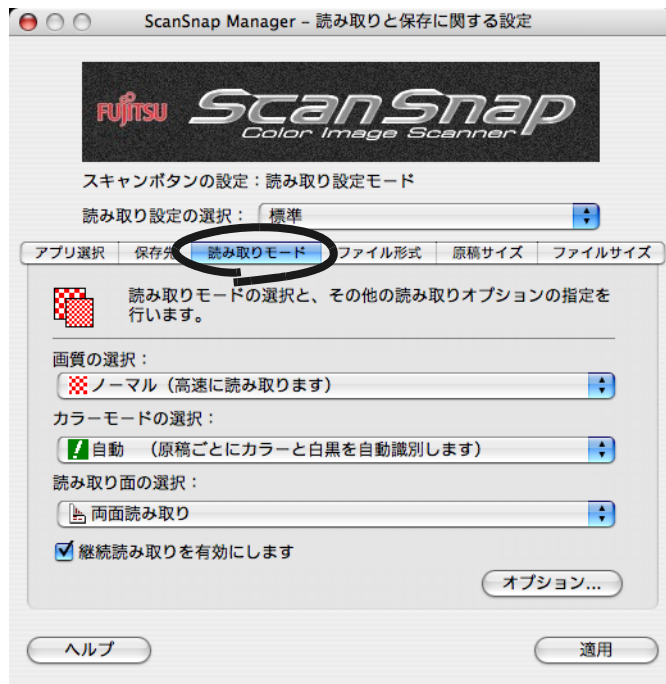 ScanSnap Manager – 読み取りと保存に関する設定
FUJITSU ScanSnap
Color Image Scanner
スキャンボタンの設定：読み取り設定モード
読み取り設定の選択： 標準
アプリ選択 保存先 読み取りモード ファイル形式 原稿サイズ ファイルサイズ
読み取りモードの選択と、その他の読み取りオプションの指定を
行います。
画質の選択：
ノーマル（高速に読み取ります）
カラーモードの選択：
自動 （原稿ごとにカラーと白黒を自動識別します）
読み取り面の選択：
両面読み取り
継続読み取りを有効にします
オプション...
ヘルプ 適用